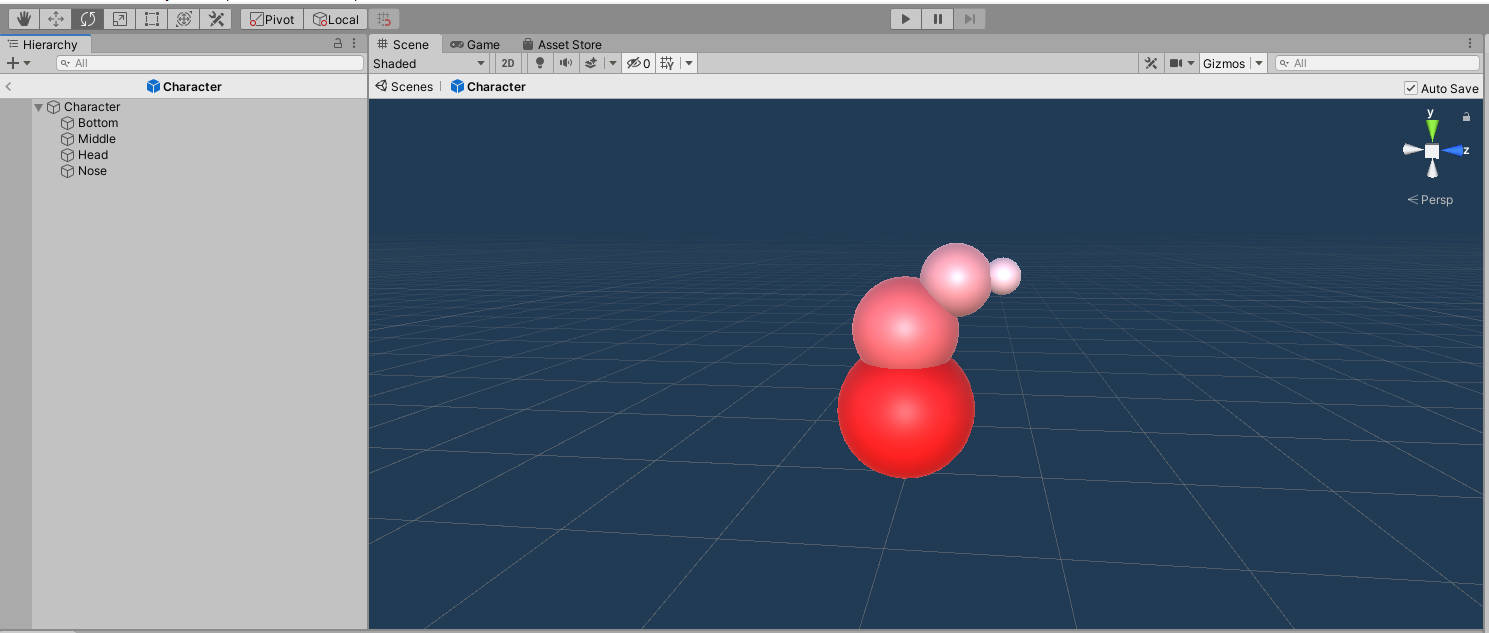 Pivot Local
Hierarchy
All
Character
Character
Bottom
Middle
Head
Nose
Scene Game Asset Store
Shaded 2D 0 Gizmos All
Scenes Character Auto Save
y
z
Persp